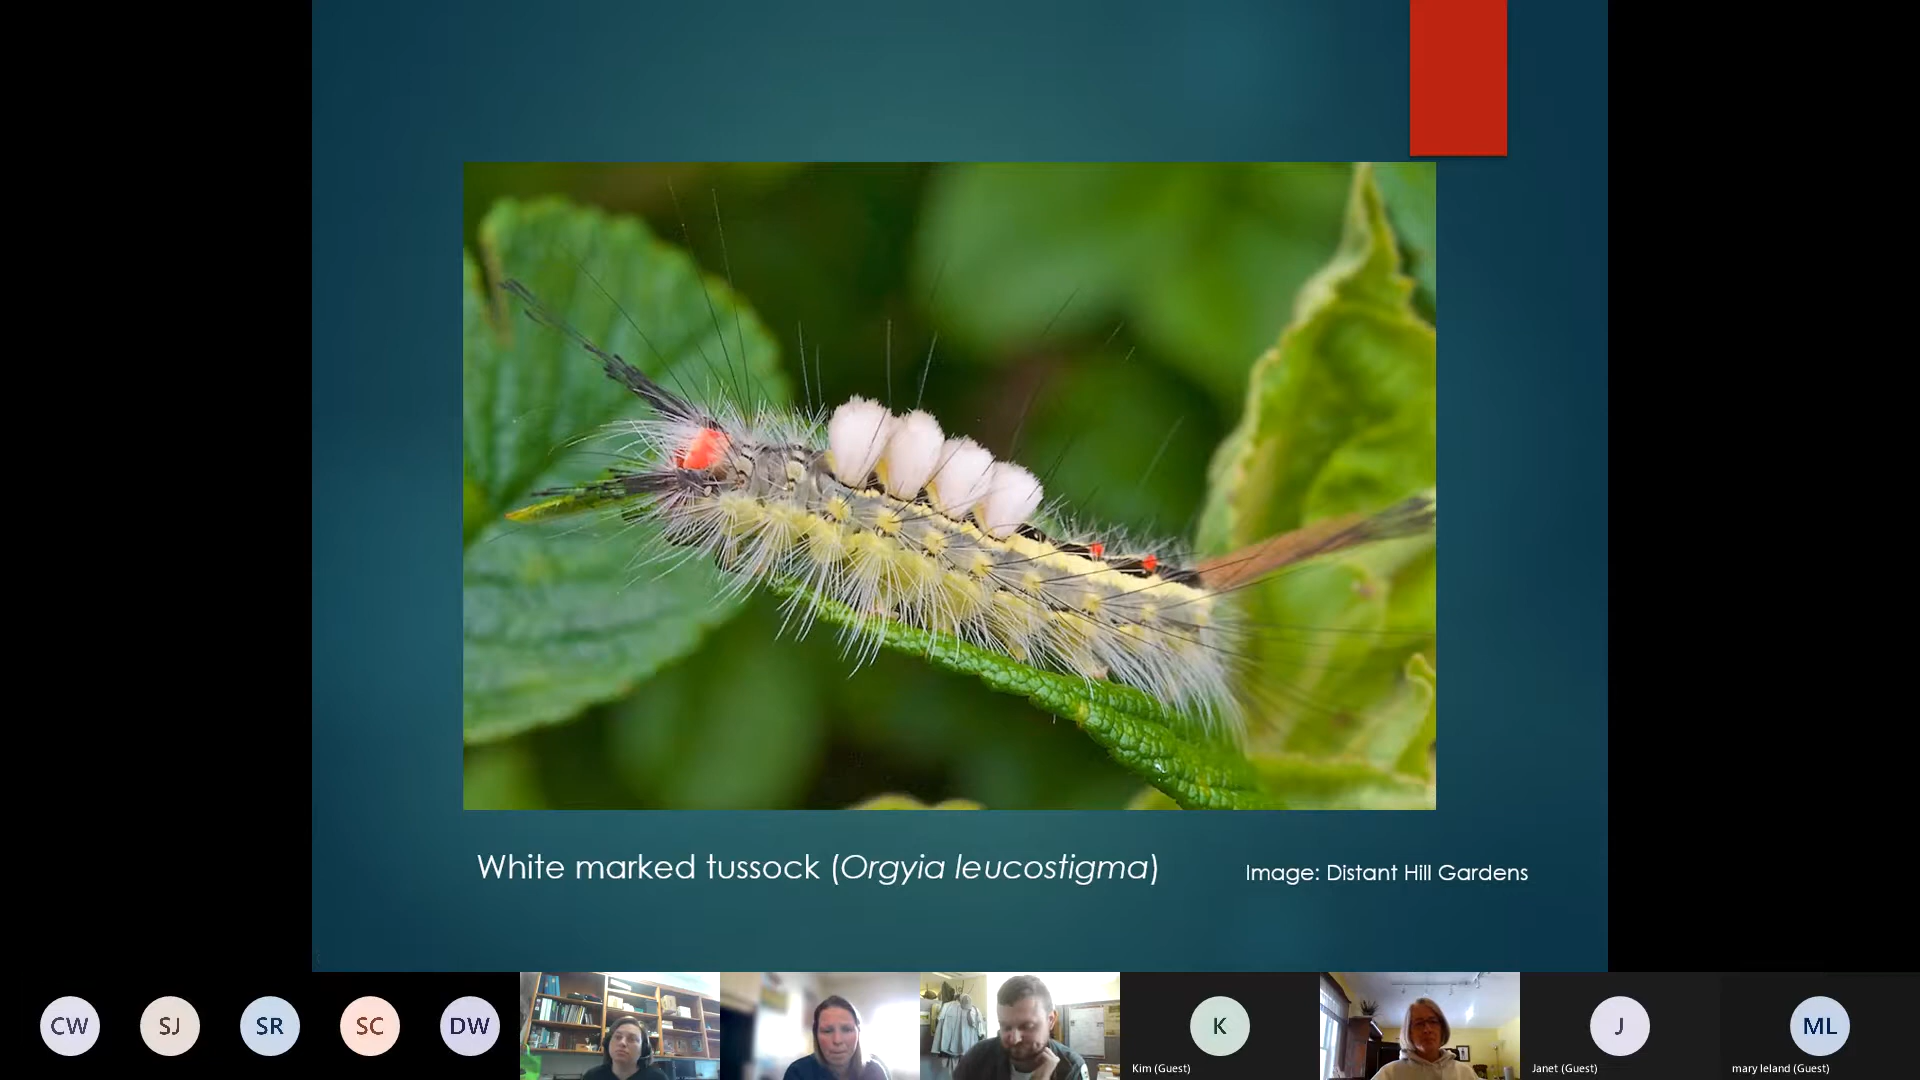 White marked tussock (Orgyia leucostigma)
Image: Distant Hill Gardens
CW
SJ
SR
SC
DW
K
Kim (Guest)
J
Janet (Guest)
ML
mary leland (Guest)